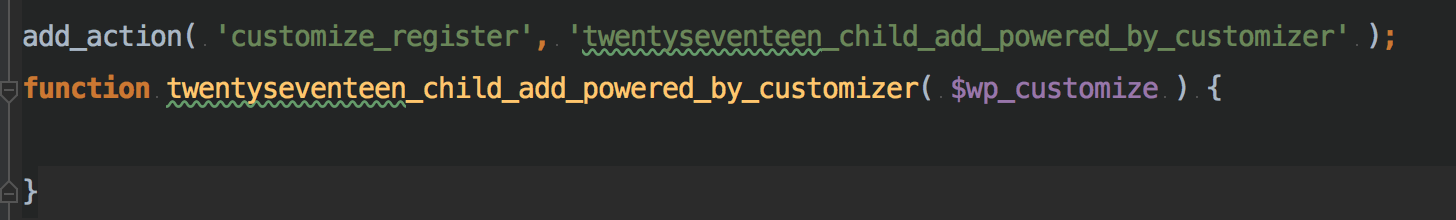 add_action( 'customize_register', 'twentyseventeen_child_add_powered_by_customizer' );
function twentyseventeen_child_add_powered_by_customizer( $wp_customize ) {
}